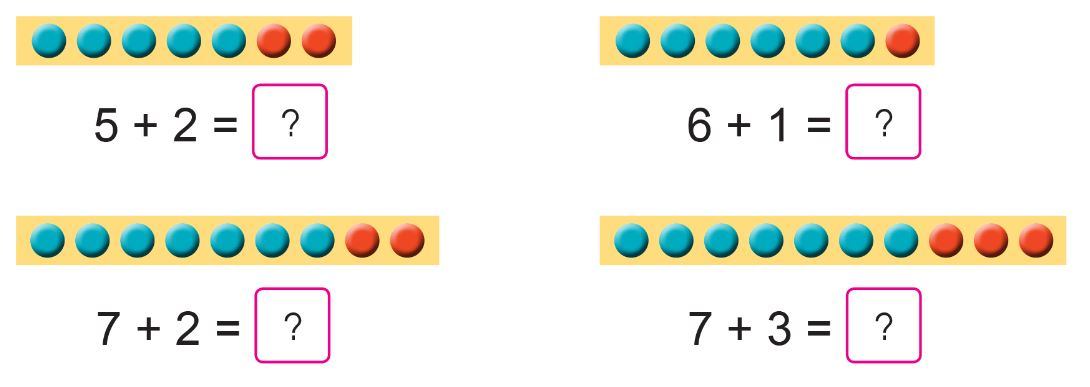 5 + 2 = ?
6 + 1 = ?
7 + 2 = ?
7 + 3 = ?